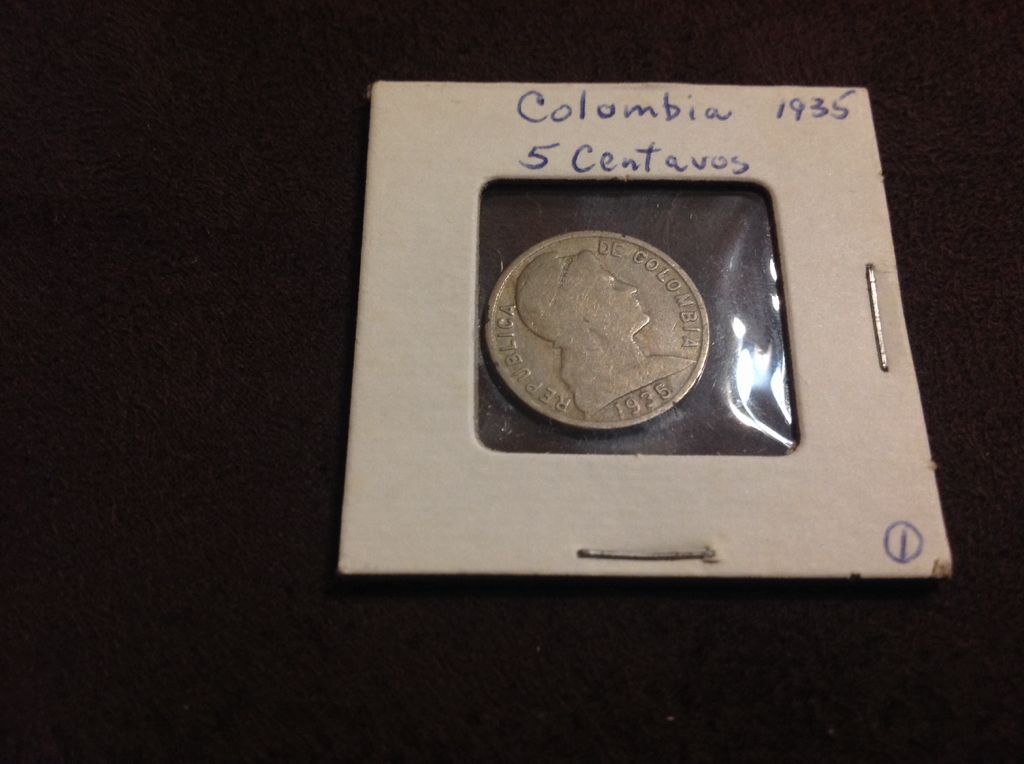 Colombia 1935
5 Centavos
REPUBLICA DE COLOMBIA
1935
1